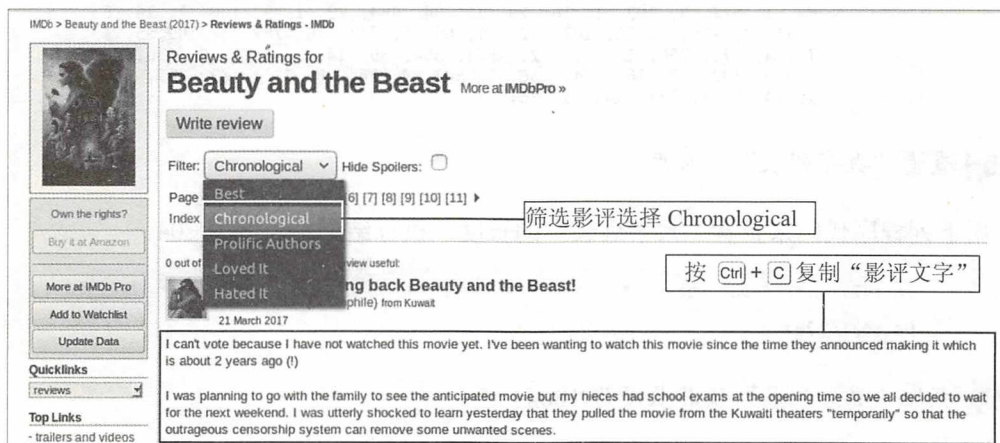 IMDb > Beauty and the Beast (2017) > Reviews & Ratings - IMDb
Reviews & Ratings for
Beauty and the Beast More at IMDbPro »
Write review
Filter: Chronological Hide Spoilers:
Page [6] [7] [8] [9] [10] [11]
Index
Best
Chronological
Prolific Authors
Loved It
Hated It
筛选影评选择 Chronological
按 Ctrl + C 复制“影评文字”
0 out of view useful:
ng back Beauty and the Beast!
phile) from Kuwait
21 March 2017
I can't vote because I have not watched this movie yet. I've been wanting to watch this movie since the time they announced making it which
is about 2 years ago (!)
I was planning to go with the family to see the anticipated movie but my nieces had school exams at the opening time so we all decided to wait
for the next weekend. I was utterly shocked to learn yesterday that they pulled the movie from the Kuwaiti theaters "temporarily" so that the
outrageous censorship system can remove some unwanted scenes.
Own the rights?
Buy it at Amazon
More at IMDb Pro
Add to Watchlist
Update Data
Quicklinks
reviews
Top Links
- trailers and videos